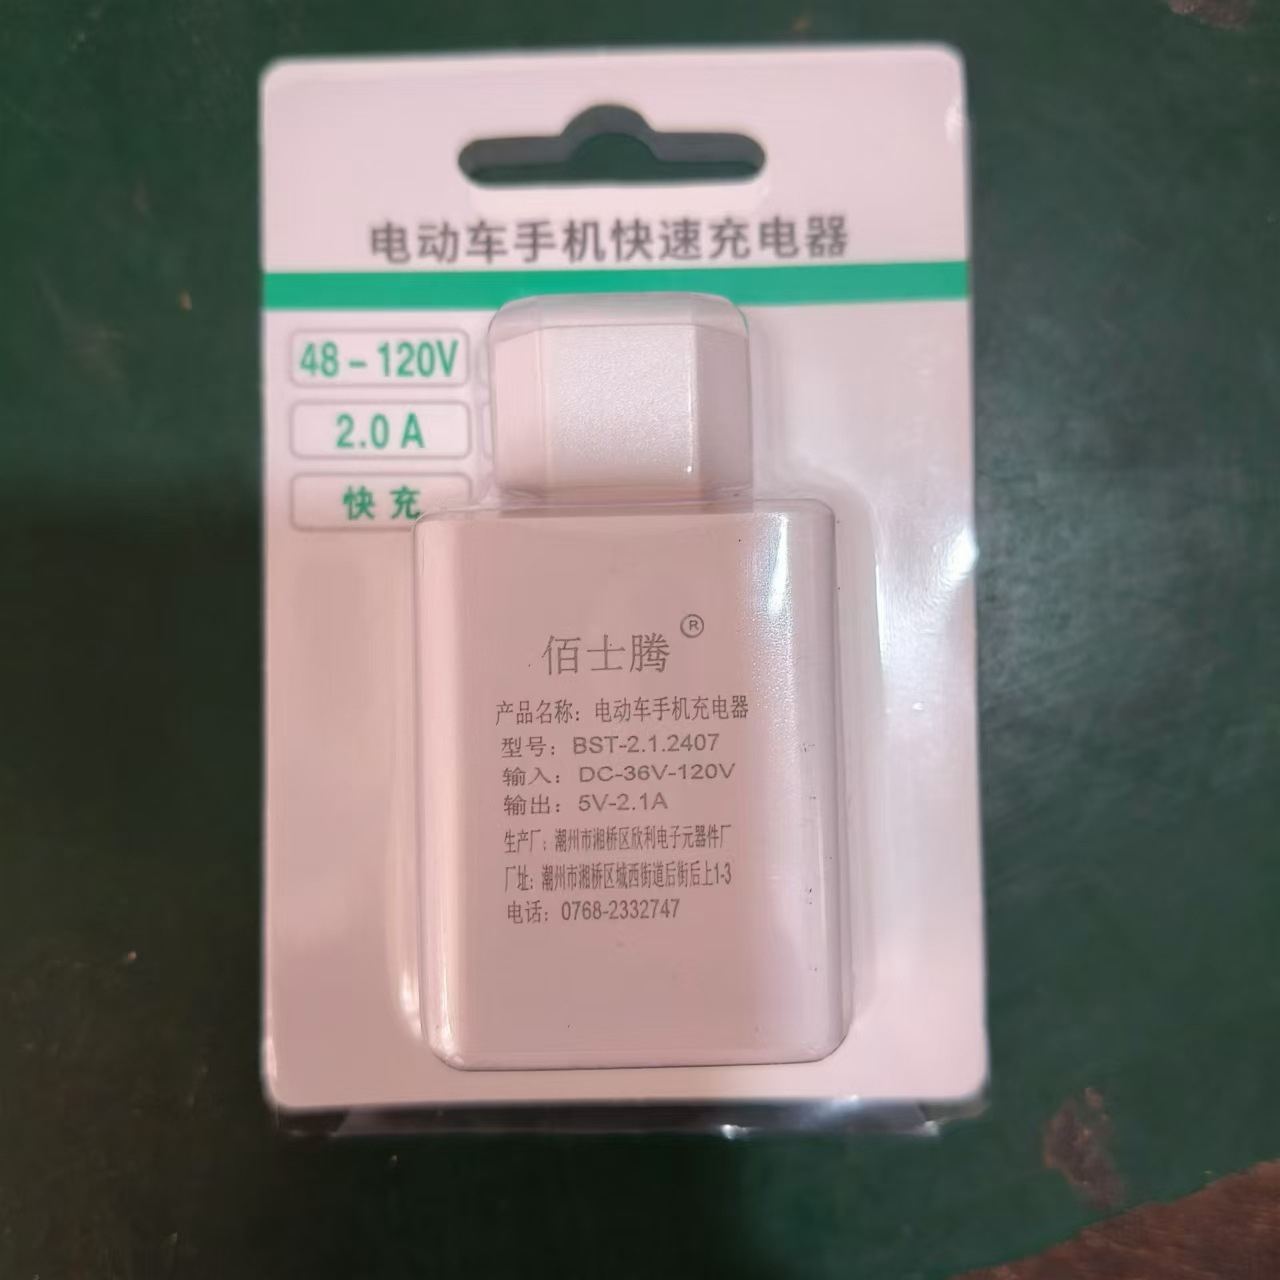 电动车手机快速充电器
48-120V
2.0 A
快 充
佰士腾®
产品名称：电动车手机充电器
型号：BST-2.1.2407
输入：DC-36V-120V
输出：5V-2.1A
生产厂：潮州市湘桥区欣利电子元器件厂
厂址：潮州市湘桥区城西街道后街后上1-3
电话：0768-2332747